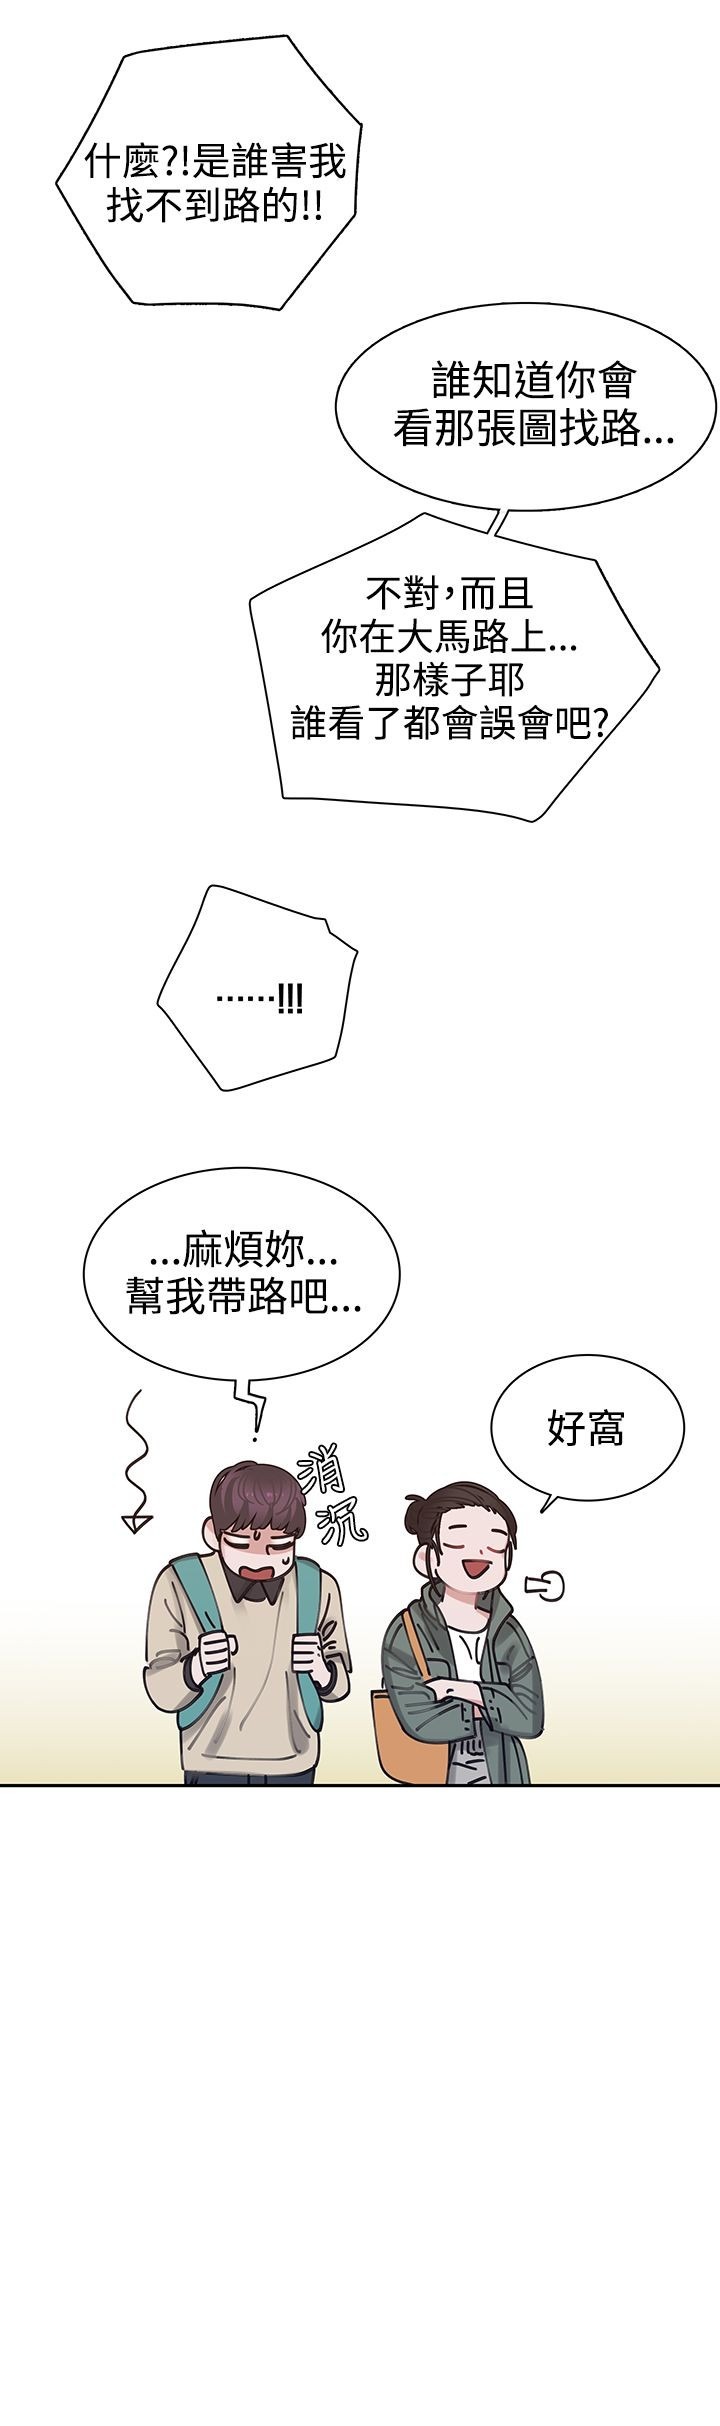 什麼?!是誰害我
找不到路的!!
誰知道你會
看那張圖找路...
不對,而且
你在大馬路上...
那樣子耶
誰看了都會誤會吧?
……!!!
...麻煩妳...
幫我帶路吧...
好窩
消
沉